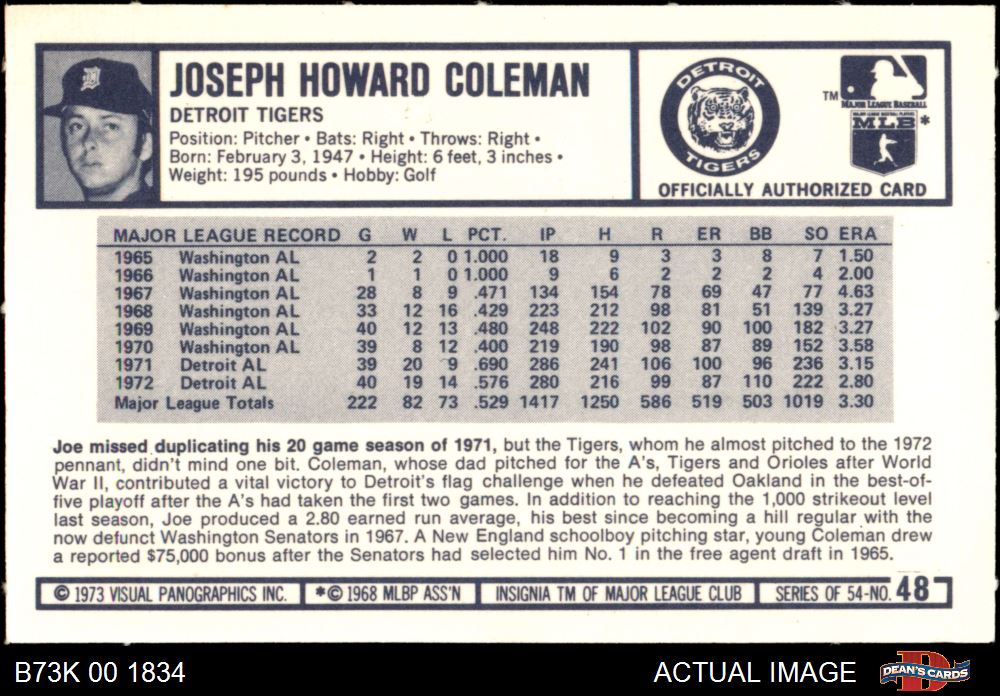 JOSEPH HOWARD COLEMAN
DETROIT TIGERS
Position: Pitcher • Bats: Right • Throws: Right •
Born: February 3, 1947 • Height: 6 feet, 3 inches •
Weight: 195 pounds • Hobby: Golf
DETROIT
TIGERS
TM
MAJOR LEAGUE BASEBALL
MAJOR LEAGUE BASEBALL PLAYERS
MLB*
OFFICIALLY AUTHORIZED CARD
MAJOR LEAGUE RECORD G W L PCT. IP H R ER BB SO ERA
1965 Washington AL 2 2 0 1.000 18 9 3 3 8 7 1.50
1966 Washington AL 1 1 0 1.000 9 6 2 2 2 4 2.00
1967 Washington AL 28 8 9 .471 134 154 78 69 47 77 4.63
1968 Washington AL 33 12 16 .429 223 212 98 81 51 139 3.27
1969 Washington AL 40 12 13 .480 248 222 102 90 100 182 3.27
1970 Washington AL 39 8 12 .400 219 190 98 87 89 152 3.58
1971 Detroit AL 39 20 9 .690 286 241 106 100 96 236 3.15
1972 Detroit AL 40 19 14 .576 280 216 99 87 110 222 2.80
Major League Totals 222 82 73 .529 1417 1250 586 519 503 1019 3.30
Joe missed duplicating his 20 game season of 1971, but the Tigers, whom he almost pitched to the 1972
pennant, didn't mind one bit. Coleman, whose dad pitched for the A's, Tigers and Orioles after World
War II, contributed a vital victory to Detroit's flag challenge when he defeated Oakland in the best-of-
five playoff after the A's had taken the first two games. In addition to reaching the 1,000 strikeout level
last season, Joe produced a 2.80 earned run average, his best since becoming a hill regular with the
now defunct Washington Senators in 1967. A New England schoolboy pitching star, young Coleman drew
a reported $75,000 bonus after the Senators had selected him No. 1 in the free agent draft in 1965.
© 1973 VISUAL PANOGRAPHICS INC. *© 1968 MLBP ASS'N INSIGNIA TM OF MAJOR LEAGUE CLUB SERIES OF 54-NO. 48
B73K 00 1834 ACTUAL IMAGE DEAN'S CARDS